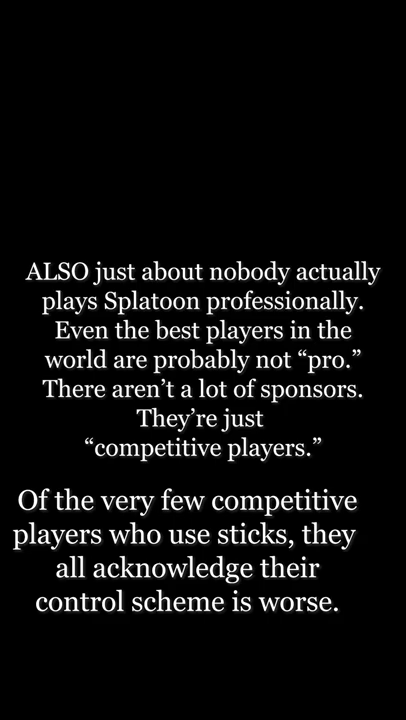 ALSO just about nobody actually
plays Splatoon professionally.
Even the best players in the
world are probably not “pro.”
There aren’t a lot of sponsors.
They’re just
“competitive players.”
Of the very few competitive
players who use sticks, they
all acknowledge their
control scheme is worse.